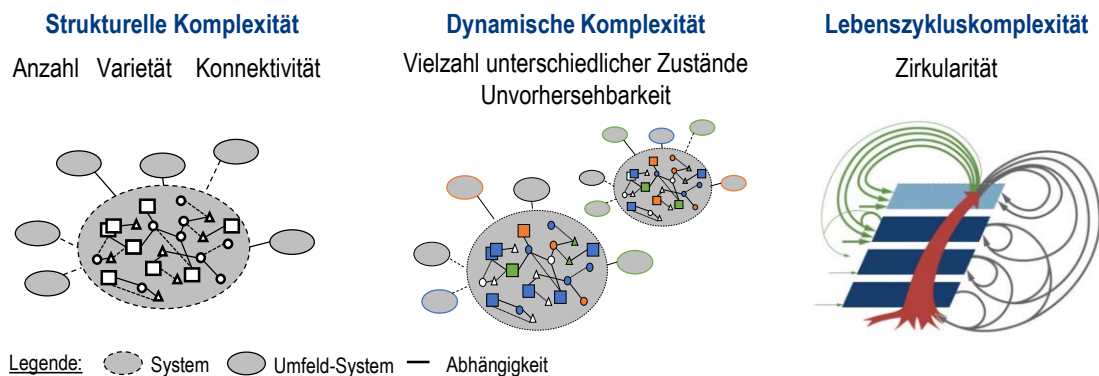 Strukturelle Komplexität
Anzahl Varietät Konnektivität
Dynamische Komplexität
Vielzahl unterschiedlicher Zustände
Unvorhersehbarkeit
Lebenszykluskomplexität
Zirkularität
Legende: System Umfeld-System Abhängigkeit